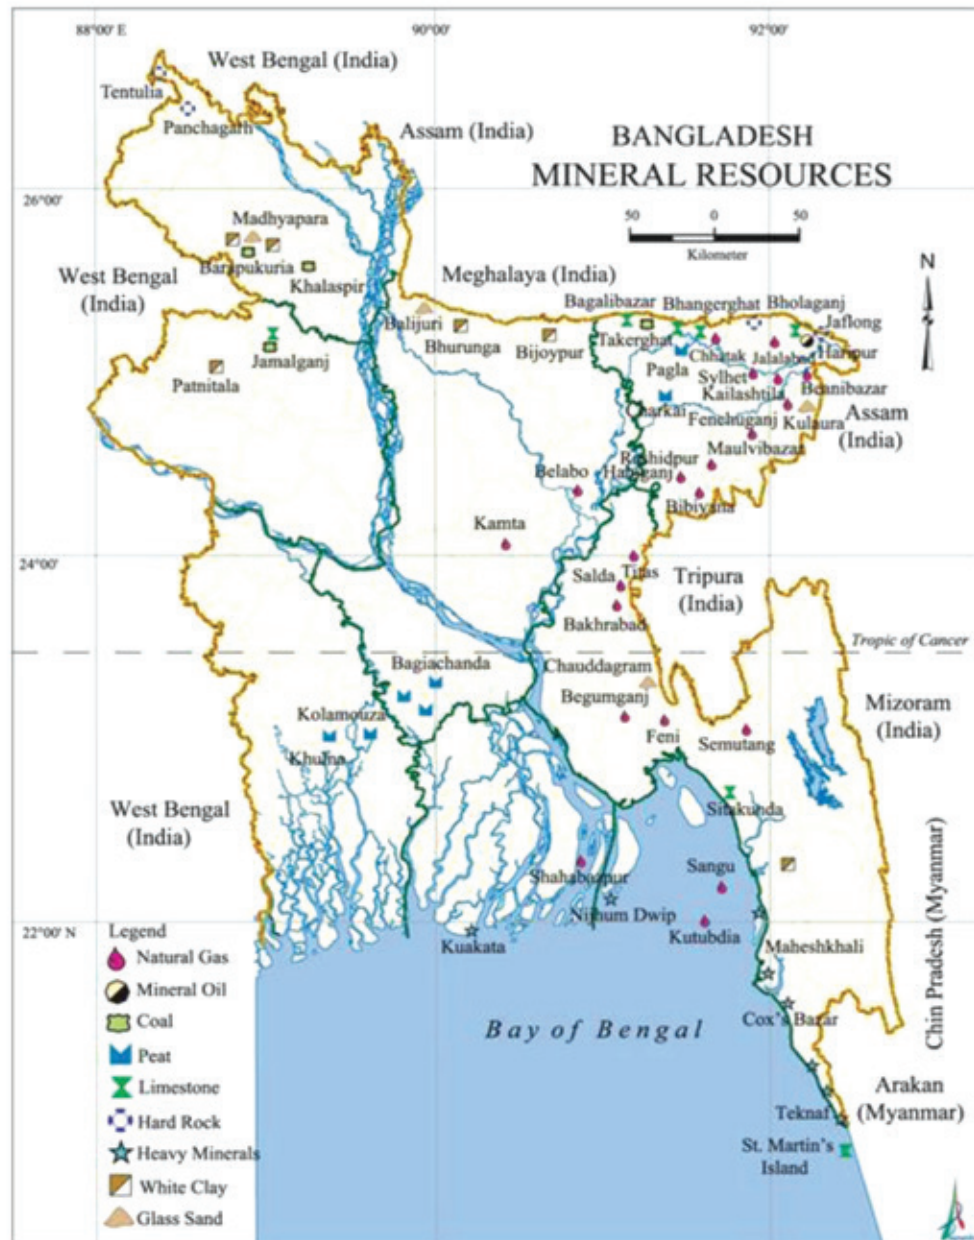 88°00' E
90°00'
92°00'
West Bengal (India)
Tentulia
Panchagarh
Assam (India)
BANGLADESH
MINERAL RESOURCES
26°00'
50
0
50
Kilometer
N
Madhyapara
Barapukuria
Khalaspir
West Bengal
(India)
Meghalaya (India)
Balijuri
Bhurunga
Bijoypur
Bagalibazar
Bhangerghat
Bholaganj
Jaflong
Takerghat
Chhatak
Jalalabad
Haripur
Pagla
Sylhet
Kailashtila
Beanibazar
Jamalganj
Patnitala
Charkai
Fenchuganj
Kulaura
Assam
(India)
Maulvibazar
Rashidpur
Habiganj
Bibiyana
Belabo
Kamta
24°00'
Salda
Titas
Bakhrabad
Tripura
(India)
Tropic of Cancer
Bagiachanda
Chauddagram
Begumganj
Feni
Semutang
Mizoram
(India)
Kolamouza
Khulna
West Bengal
(India)
Sitakunda
Shahabazpur
Sangu
Nijhum Dwip
Kutubdia
Kuakata
22°00' N
Maheshkhali
Cox's Bazar
Chin Pradesh (Myanmar)
Bay of Bengal
Arakan
(Myanmar)
Teknaf
St. Martin's
Island
Legend
Natural Gas
Mineral Oil
Coal
Peat
Limestone
Hard Rock
Heavy Minerals
White Clay
Glass Sand